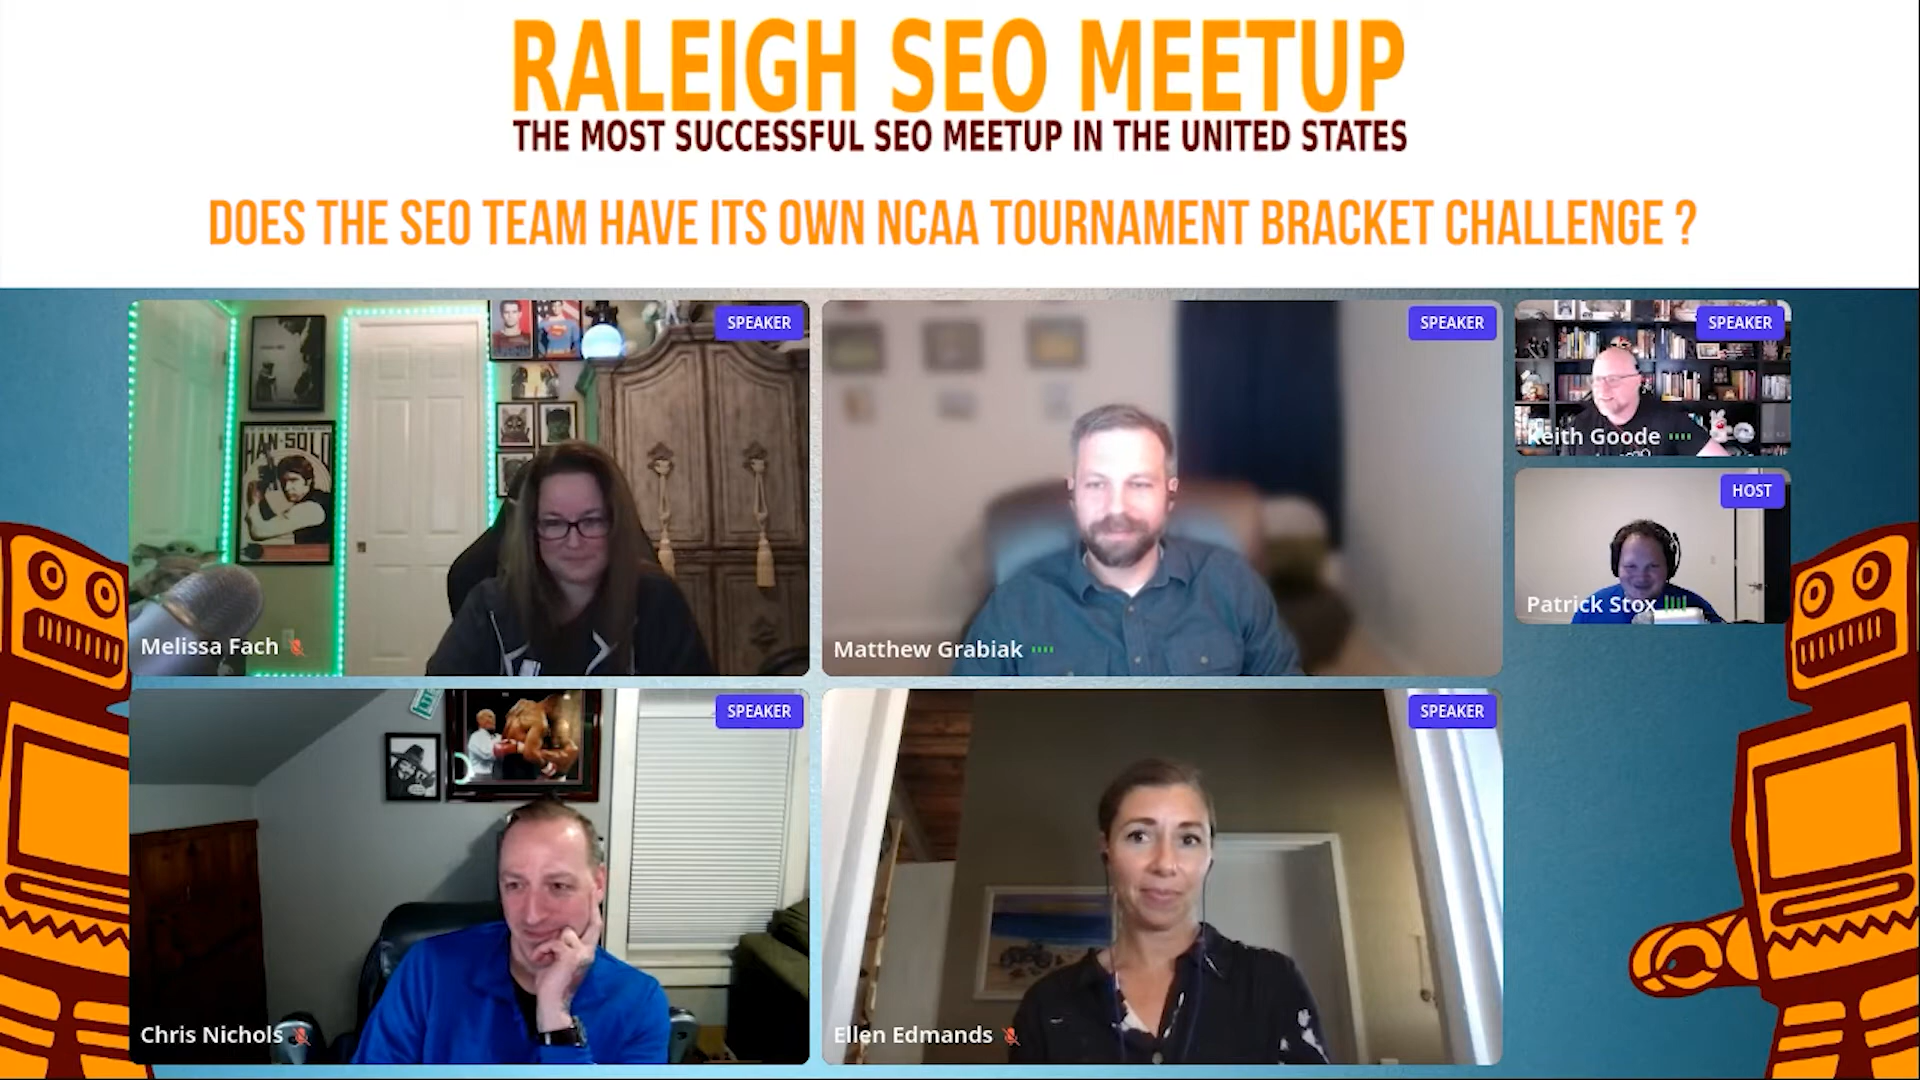 RALEIGH SEO MEETUP
THE MOST SUCCESSFUL SEO MEETUP IN THE UNITED STATES
DOES THE SEO TEAM HAVE ITS OWN NCAA TOURNAMENT BRACKET CHALLENGE ?
SPEAKER
SPEAKER
SPEAKER
HAN-SOLO
Keith Goode
HOST
Patrick Stox
Melissa Fach
Matthew Grabiak
SPEAKER
SPEAKER
Chris Nichols
Ellen Edmands